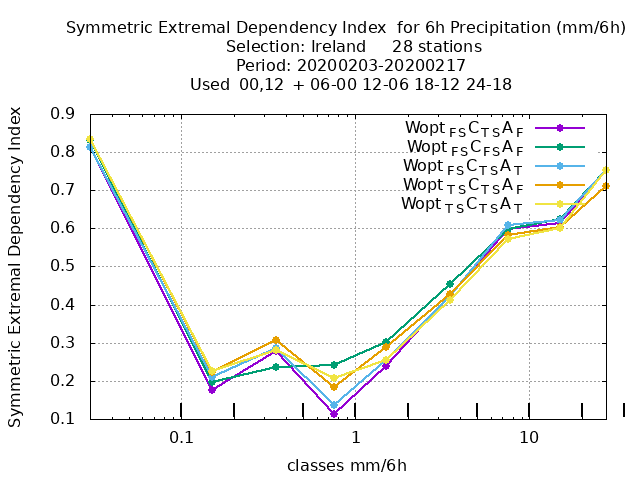 Symmetric Extremal Dependency Index  for 6h Precipitation (mm/6h)
Selection: Ireland     28 stations
Period: 20200203-20200217
Used  00,12  + 06-00 12-06 18-12 24-18
Symmetric Extremal Dependency Index
0.9
0.8
0.7
0.6
0.5
0.4
0.3
0.2
0.1
Wopt FS C TS A F
Wopt FS C FS A F
Wopt FS C TS A T
Wopt TS C TS A F
Wopt TS C TS A T
0.1 1 10
classes mm/6h